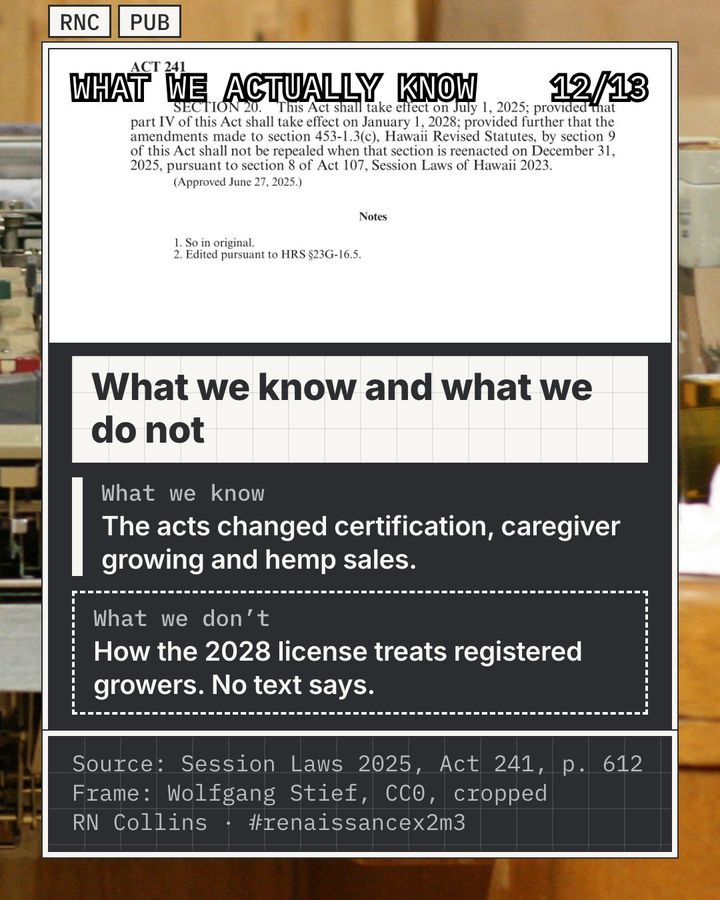 RNC PUB
ACT 241
WHAT WE ACTUALLY KNOW 12/13
SECTION 20. This Act shall take effect on July 1, 2025; provided that
part IV of this Act shall take effect on January 1, 2028; provided further that the
amendments made to section 453-1.3(c), Hawaii Revised Statutes, by section 9
of this Act shall not be repealed when that section is reenacted on December 31,
2025, pursuant to section 8 of Act 107, Session Laws of Hawaii 2023.
(Approved June 27, 2025.)
Notes
1. So in original.
2. Edited pursuant to HRS §23G-16.5.
What we know and what we
do not
What we know
The acts changed certification, caregiver
growing and hemp sales.
What we don’t
How the 2028 license treats registered
growers. No text says.
Source: Session Laws 2025, Act 241, p. 612
Frame: Wolfgang Stief, CC0, cropped
RN Collins · #renaissancex2m3